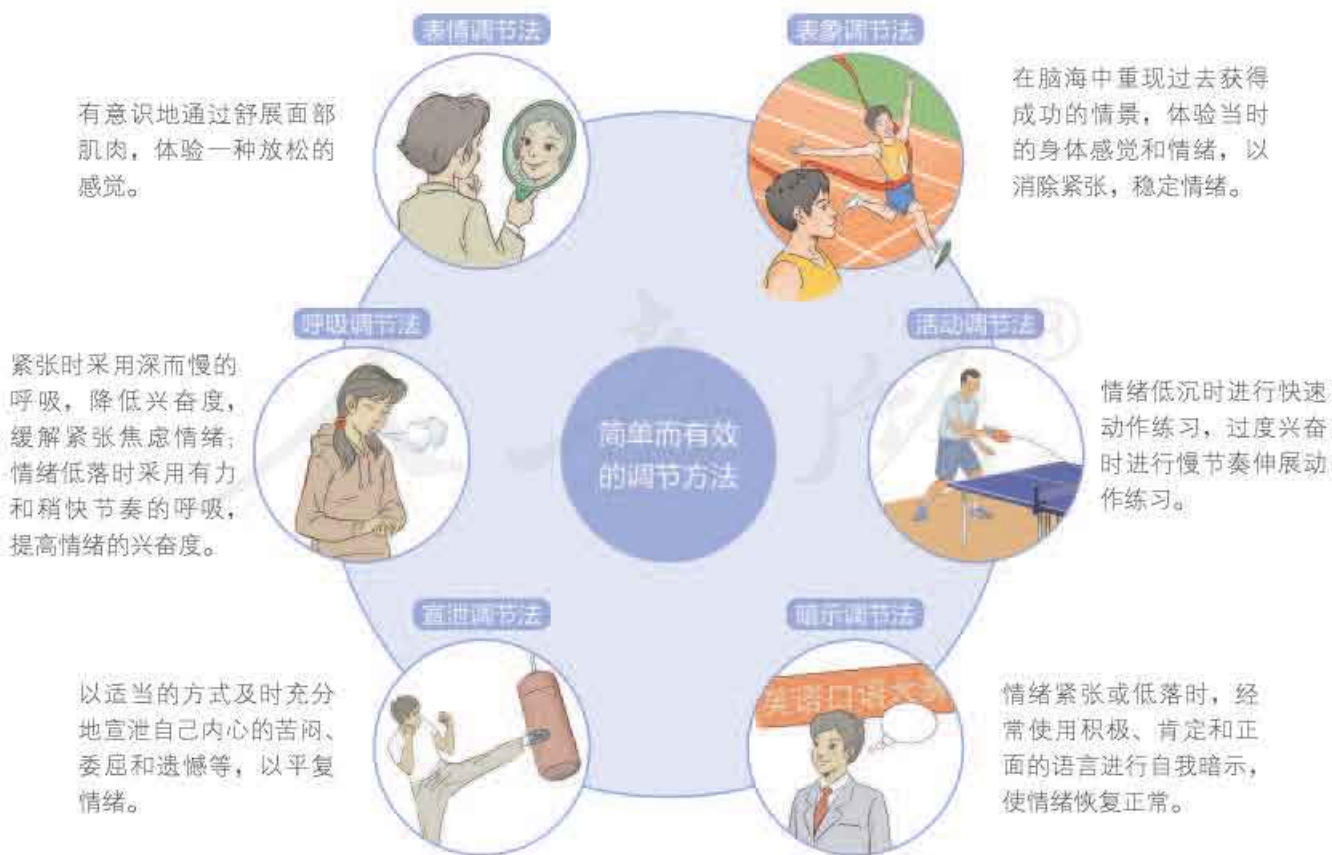 表情调节法
有意识地通过舒展面部
肌肉，体验一种放松的
感觉。
表象调节法
在脑海中重现过去获得
成功的情景，体验当时
的身体感觉和情绪，以
消除紧张，稳定情绪。
呼吸调节法
紧张时采用深而慢的
呼吸，降低兴奋度，
缓解紧张焦虑情绪；
情绪低落时采用有力
和稍快节奏的呼吸，
提高情绪的兴奋度。
简单而有效
的调节方法
活动调节法
情绪低沉时进行快速
动作练习，过度兴奋
时进行慢节奏伸展动
作练习。
宣泄调节法
以适当的方式及时充分
地宣泄自己内心的苦闷、
委屈和遗憾等，以平复
情绪。
暗示调节法
英语口语大
情绪紧张或低落时，经
常使用积极、肯定和正
面的语言进行自我暗示，
使情绪恢复正常。